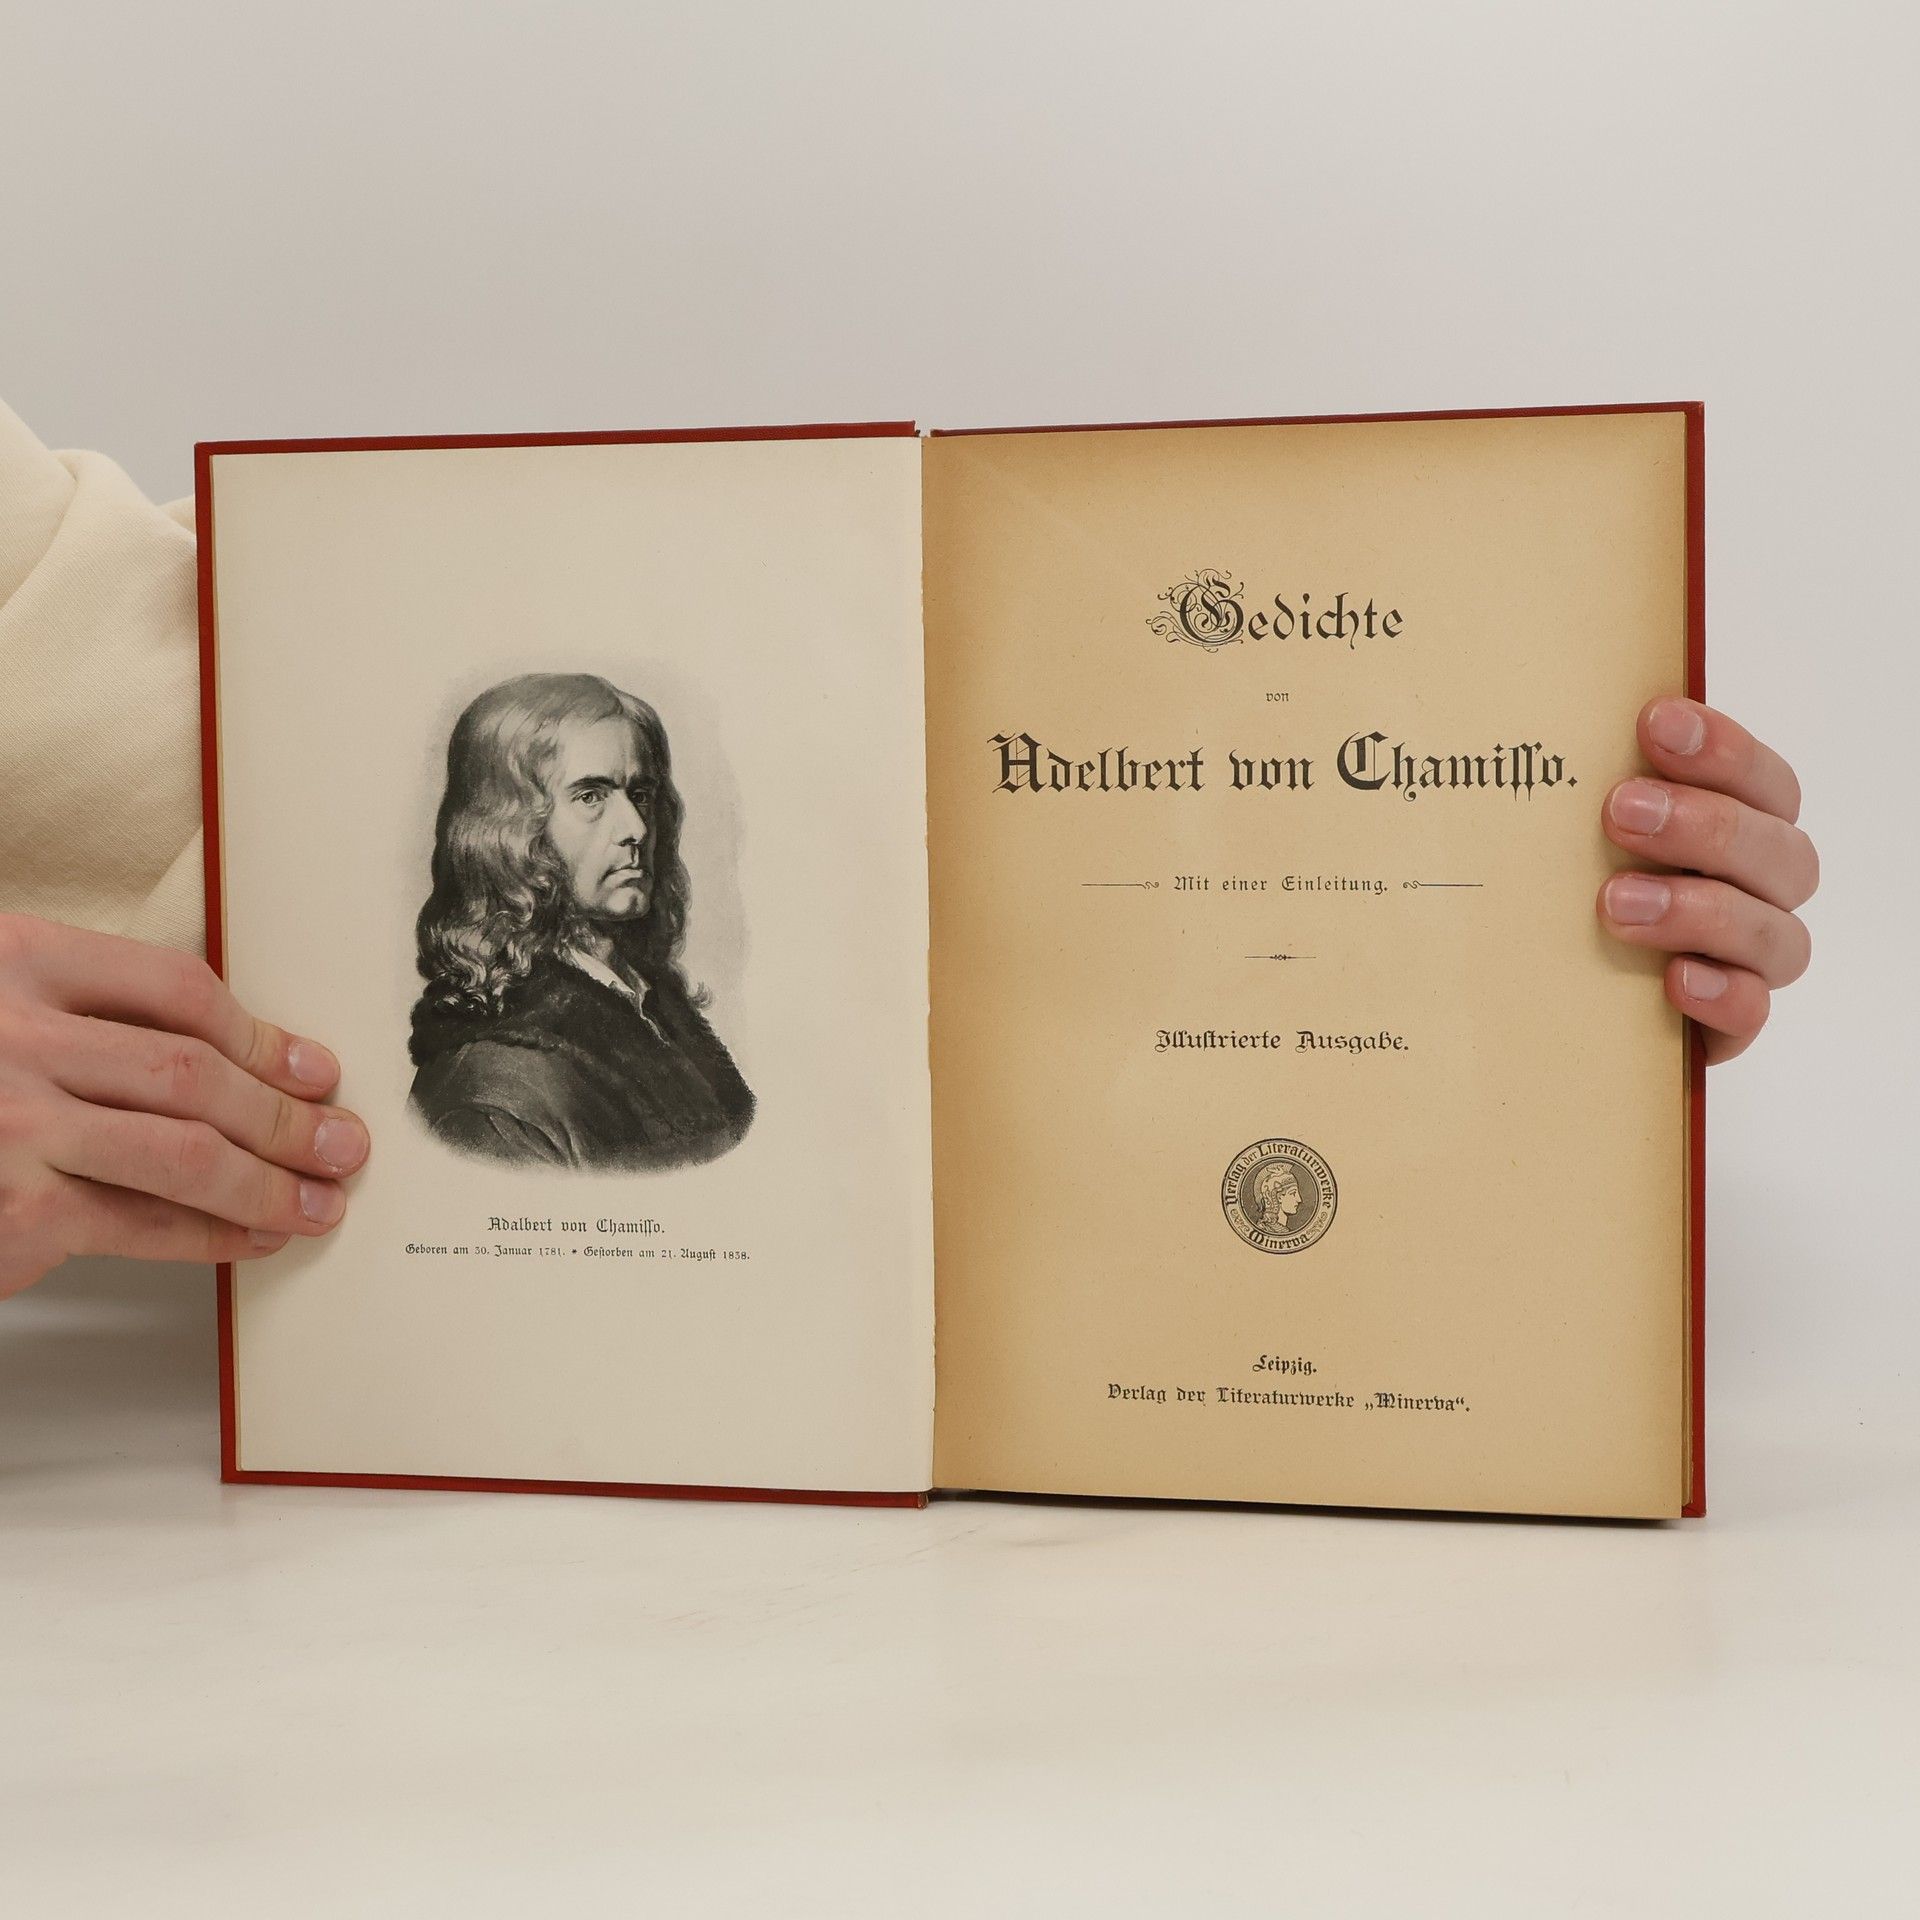 Adalbert von Chamiſſo.
Geboren am 30. Januar 1781. * Geſtorben am 21. Auguſt 1838.
Gedichte
von
Adelbert von Chamiſſo.
Mit einer Einleitung.
Illuſtrierte Ausgabe.
Verlag der Literaturwerke
Minerva
Leipzig.
Verlag der Literaturwerke „Minerva“.